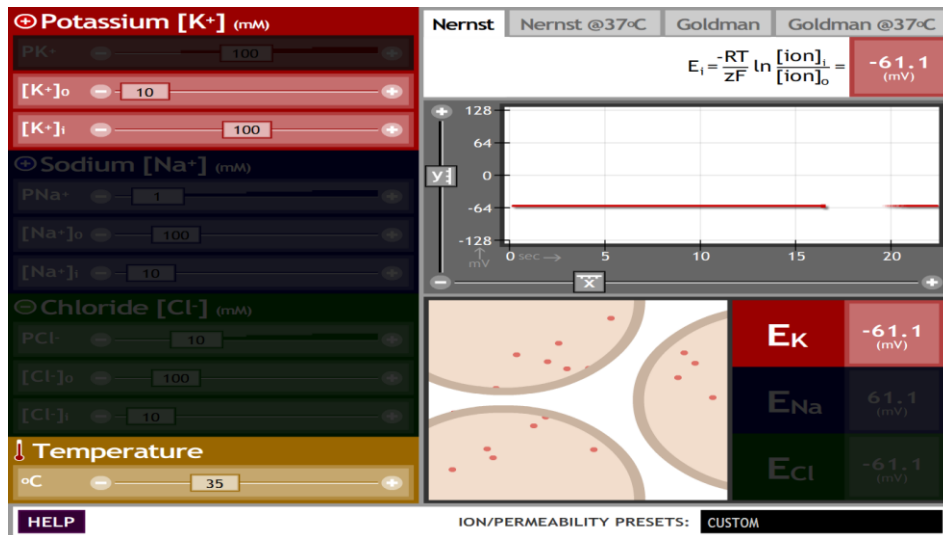 ⊕Potassium [K⁺] (mM)
PK⁺ 100
[K⁺]o 10
[K⁺]i 100
⊕Sodium [Na⁺] (mM)
PNa⁺ 1
[Na⁺]o 100
[Na⁺]i 10
⊖Chloride [Cl⁻] (mM)
PCl⁻ 10
[Cl⁻]o 100
[Cl⁻]i 10
Temperature
ºC 35
HELP
Nernst Nernst @37ºC Goldman Goldman @37ºC
Eᵢ = -RT/zF ln [ion]i/[ion]o = -61.1 (mV)
128
64
0
-64
-128
y
↑ mV 0 sec → 5 10 15 20
x
EK -61.1 (mV)
ENa 61.1 (mV)
ECl -61.1 (mV)
ION/PERMEABILITY PRESETS: CUSTOM